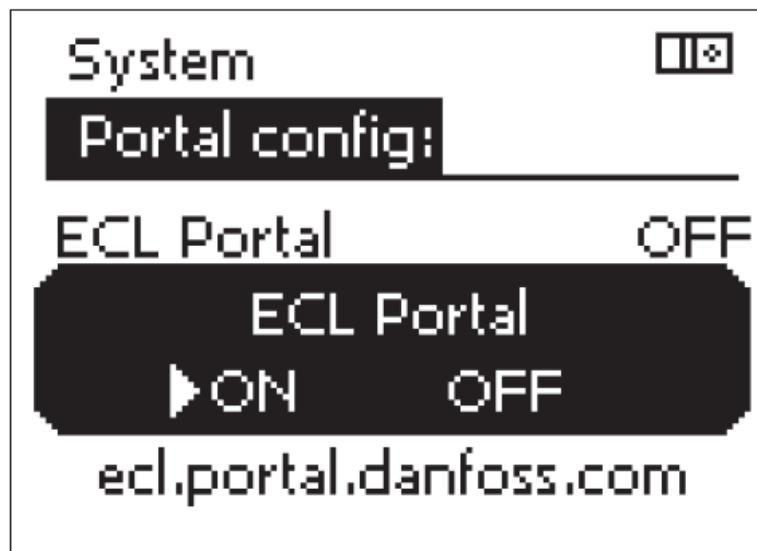 System
Portal config:
ECL Portal OFF
ECL Portal
ON OFF
ecl.portal.danfoss.com